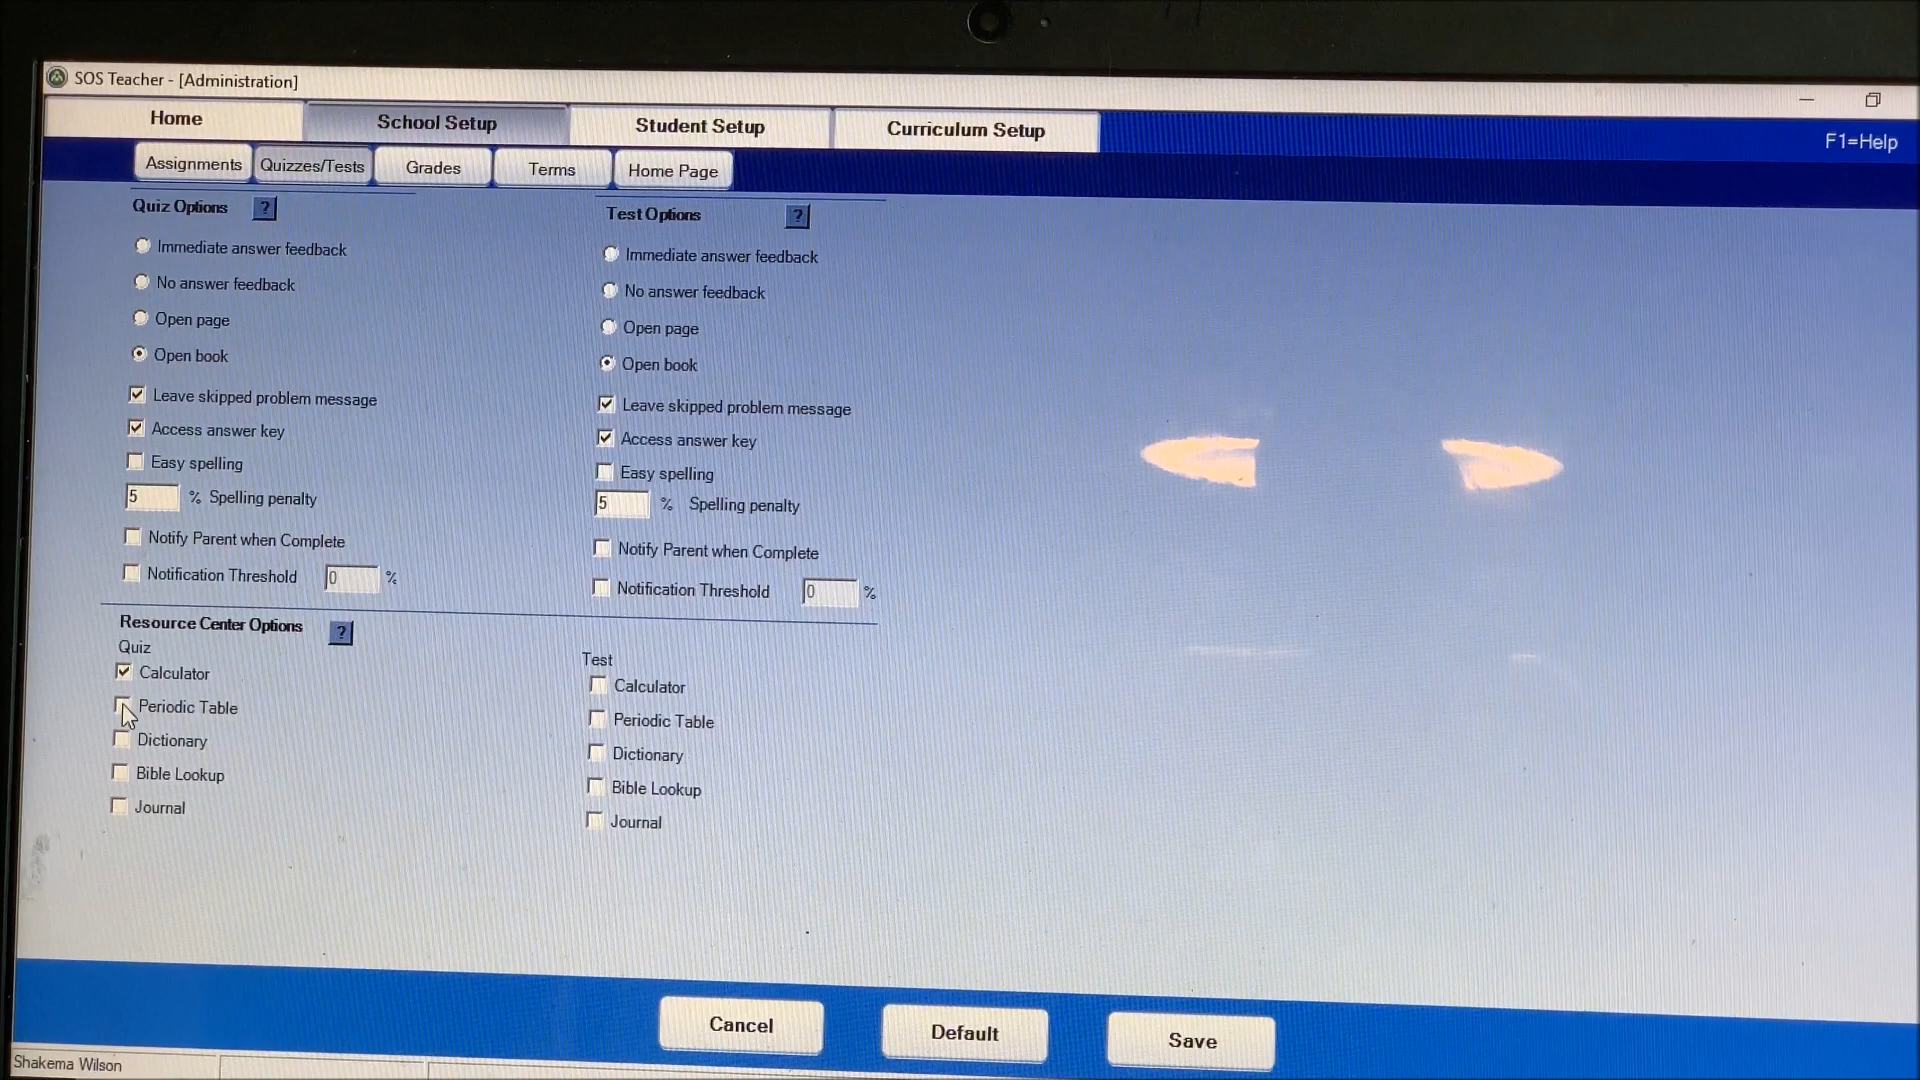 SOS Teacher - [Administration]
Home
School Setup
Student Setup
Curriculum Setup
F1=Help
Assignments
Quizzes/Tests
Grades
Terms
Home Page
Quiz Options ?
Immediate answer feedback
No answer feedback
Open page
Open book
Leave skipped problem message
Access answer key
Easy spelling
5 % Spelling penalty
Notify Parent when Complete
Notification Threshold 0 %
Test Options ?
Immediate answer feedback
No answer feedback
Open page
Open book
Leave skipped problem message
Access answer key
Easy spelling
5 % Spelling penalty
Notify Parent when Complete
Notification Threshold 0 %
Resource Center Options ?
Quiz
Calculator
Periodic Table
Dictionary
Bible Lookup
Journal
Test
Calculator
Periodic Table
Dictionary
Bible Lookup
Journal
Cancel
Default
Save
Shakema Wilson